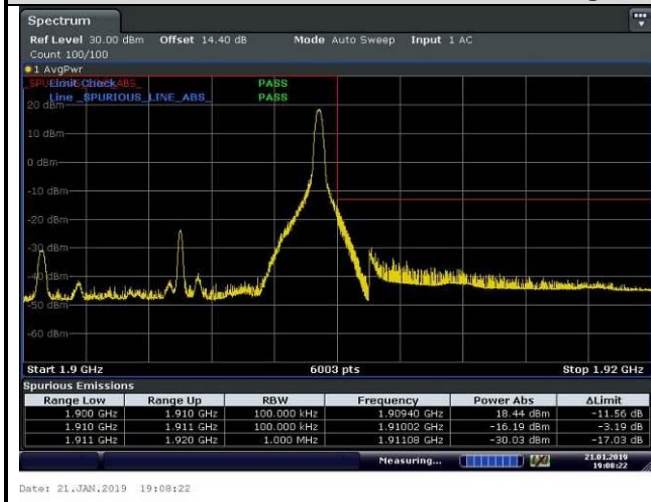 Spectrum
Ref Level 30.00 dBm Offset 14.40 dB Mode Auto Sweep Input 1 AC
Count 100/100
1 AvgPwr
Limit Check PASS
Line _SPURIOUS_LINE_ABS_ PASS
20 dBm
10 dBm
0 dBm
-10 dBm
-20 dBm
-30 dBm
-40 dBm
-50 dBm
-60 dBm
Start 1.9 GHz 6003 pts Stop 1.92 GHz
Spurious Emissions
Range Low Range Up RBW Frequency Power Abs ΔLimit
1.900 GHz 1.910 GHz 100.000 kHz 1.90940 GHz 18.44 dBm -11.56 dB
1.910 GHz 1.911 GHz 100.000 kHz 1.91002 GHz -16.19 dBm -3.19 dB
1.911 GHz 1.920 GHz 1.000 MHz 1.91108 GHz -30.03 dBm -17.03 dB
Measuring... 21.01.2019
19:08:22
Date: 21.JAN.2019 19:08:22